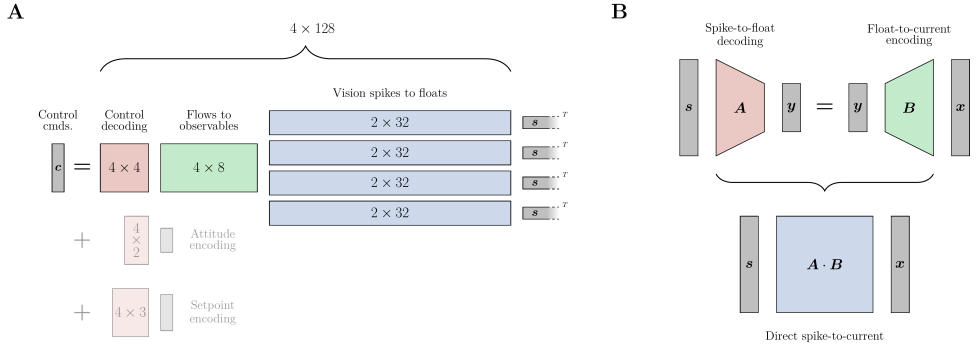 A
4 × 128
Vision spikes to floats
Control
cmds.
Control
decoding
Flows to
observables
2 × 32
s T
2 × 32
s T
c = 4 × 4
4 × 8
2 × 32
s T
2 × 32
s T
+
4
×
2
Attitude
encoding
+
4 × 3
Setpoint
encoding
B
Spike-to-float
decoding
Float-to-current
encoding
s
A
y
=
y
B
x
s
A · B
x
Direct spike-to-current